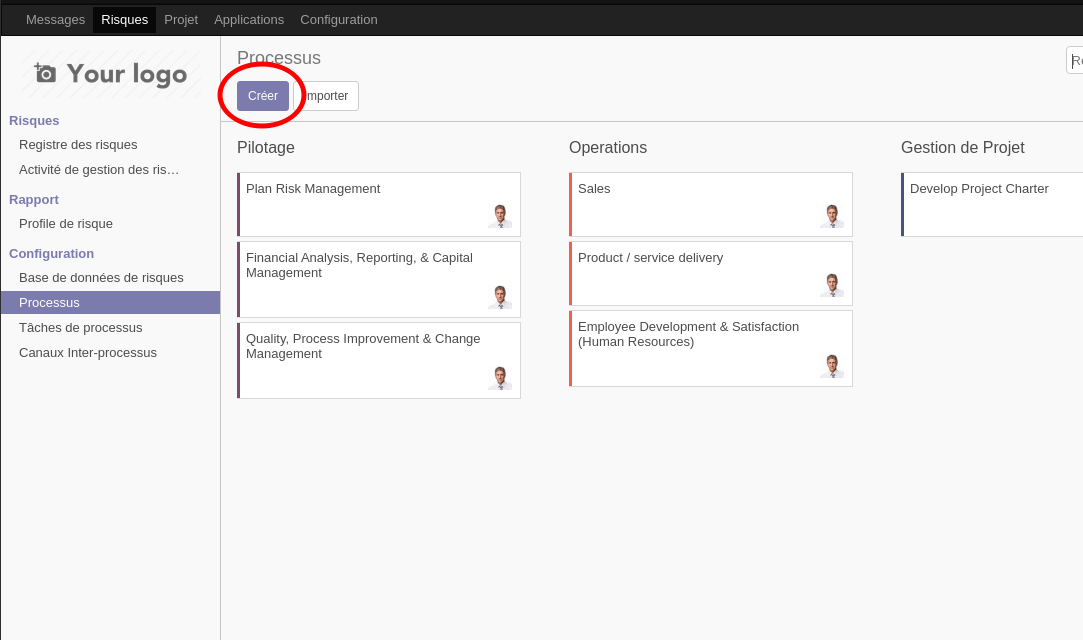 Messages Risques Projet Applications Configuration
Your logo
Risques
Registre des risques
Activité de gestion des ris…
Rapport
Profile de risque
Configuration
Base de données de risques
Processus
Tâches de processus
Canaux Inter-processus
Processus
Créer
mporter
Pilotage
Plan Risk Management
Financial Analysis, Reporting, & Capital
Management
Quality, Process Improvement & Change
Management
Operations
Sales
Product / service delivery
Employee Development & Satisfaction
(Human Resources)
Gestion de Projet
Develop Project Charter